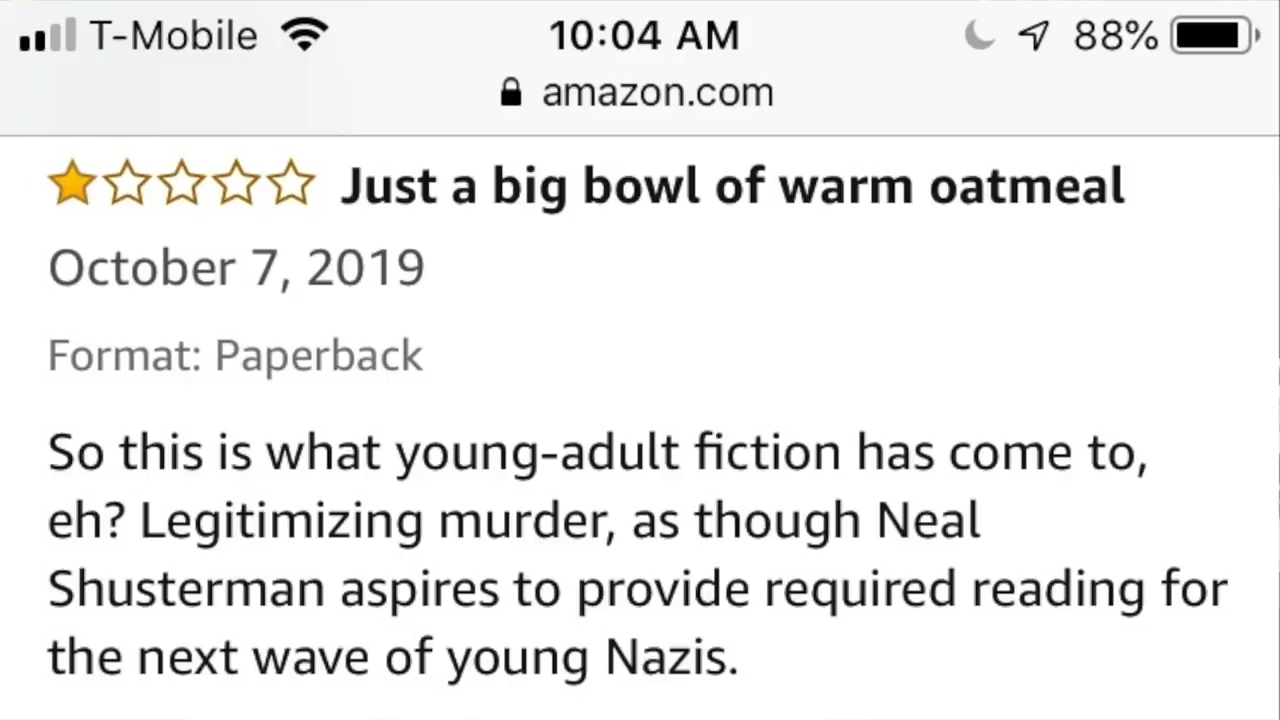 T-Mobile 10:04 AM 88%
amazon.com
Just a big bowl of warm oatmeal
October 7, 2019
Format: Paperback
So this is what young-adult fiction has come to,
eh? Legitimizing murder, as though Neal
Shusterman aspires to provide required reading for
the next wave of young Nazis.